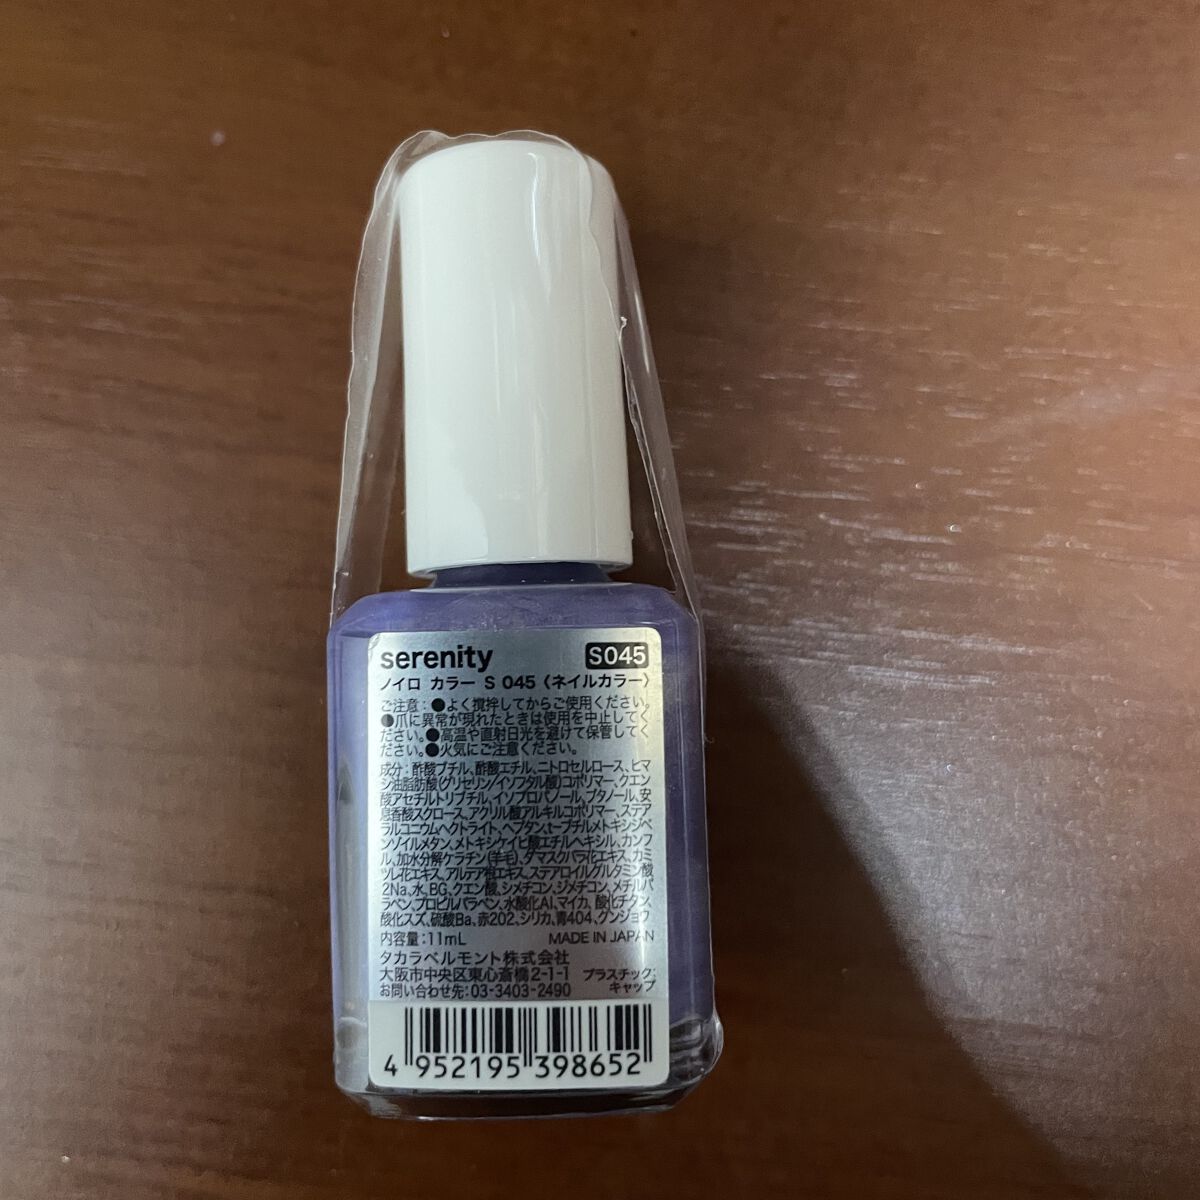 serenity S045
ノイロ カラー S 045〈ネイルカラー〉
ご注意：●よく撹拌してからご使用ください。
●爪に異常が現れたときは使用を中止してく
ださい。●高温や直射日光を避けて保管してく
ださい。●火気にご注意ください。
成分：酢酸ブチル、酢酸エチル、ニトロセルロース、ヒマ
シ油脂肪酸(グリセリン/イソフタル酸)コポリマー、クエン
酸アセチルトリブチル、イソプロパノール、ブタノール、安
息香酸スクロース、アクリル酸アルキルコポリマー、ステア
ラルコニウムヘクトライト、ヘプタン、t-ブチルメトキシジベ
ンゾイルメタン、メトキシケイヒ酸エチルヘキシル、カンフ
ル、加水分解ケラチン(羊毛)、ダマスクバラ花エキス、カミ
ツレ花エキス、アルテア根エキス、ステアロイルグルタミン酸
2Na、水、BG、クエン酸、シメチコン、ジメチコン、メチルパ
ラベン、プロピルパラベン、水酸化Al、マイカ、酸化チタン、
酸化スズ、硫酸Ba、赤202、シリカ、青404、グンジョウ
内容量：11mL MADE IN JAPAN
タカラベルモント株式会社
大阪市中央区東心斎橋2-1-1 プラスチック：
お問い合わせ先：03-3403-2490 キャップ
4 952195 398652